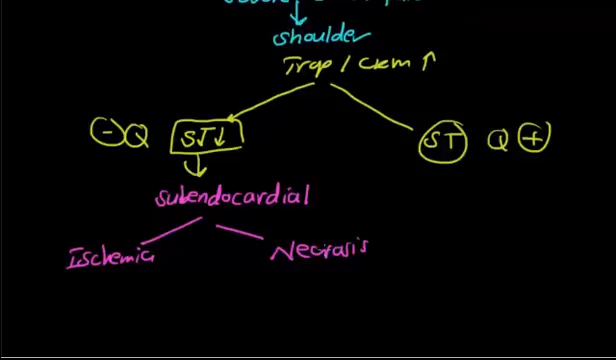 shoulder
Trop / CKM ↑
- Q ST↓ ST Q +
Subendocardial
Ischemia Necrosis